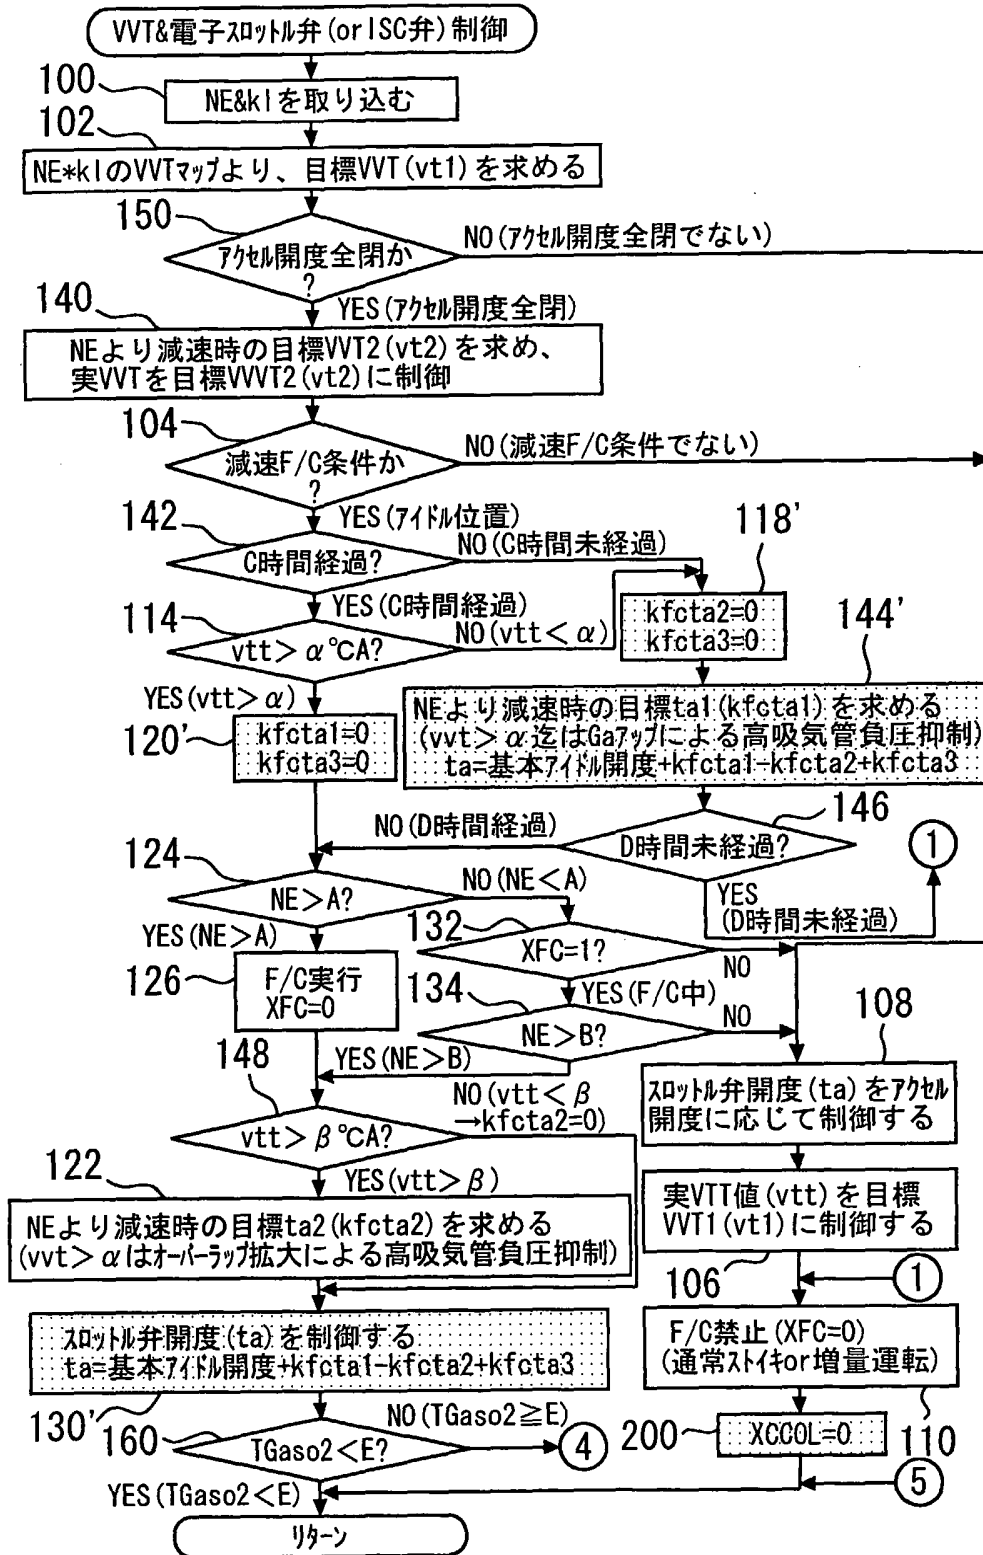 VVT&電子スロットル弁(orISC弁)制御
100
NE&klを取り込む
102
NE*klのVVTマップより、目標VVT(vt1)を求める
150
アクセル開度全閉か
?
NO(アクセル開度全閉でない)
YES(アクセル開度全閉)
140
NEより減速時の目標VVT2(vt2)を求め、
実VVTを目標VVVT2(vt2)に制御
104
減速F/C条件か
?
NO(減速F/C条件でない)
YES(アイドル位置)
142
C時間経過?
NO(C時間未経過)
118'
kfcta2=0
kfcta3=0
YES(C時間経過)
114
vtt>α℃A?
NO(vtt<α)
144'
YES(vtt>α)
NEより減速時の目標ta1(kfcta1)を求める
(vvt>α迄はGaアップによる高吸気管負圧抑制)
ta=基本アイドル開度+kfcta1-kfcta2+kfcta3
120'
kfcta1=0
kfcta3=0
146
NO(D時間経過)
D時間未経過?
1
YES
(D時間未経過)
124
NE>A?
NO(NE<A)
YES(NE>A)
132
XFC=1?
NO
126
F/C実行
XFC=0
YES(F/C中)
134
NE>B?
NO
YES(NE>B)
108
スロットル弁開度(ta)をアクセル
開度に応じて制御する
148
vtt>β℃A?
NO(vtt<β
→kfcta2=0)
YES(vtt>β)
122
NEより減速時の目標ta2(kfcta2)を求める
(vvt>αはオーバーラップ拡大による高吸気管負圧抑制)
実VTT値(vtt)を目標
VVT1(vt1)に制御する
106
1
スロットル弁開度(ta)を制御する
ta=基本アイドル開度+kfcta1-kfcta2+kfcta3
130'
F/C禁止(XFC=0)
(通常ストイキor増量運転)
110
160
TGaso2<E?
NO(TGaso2≧E)
4
200
XCCOL=0
5
YES(TGaso2<E)
リターン